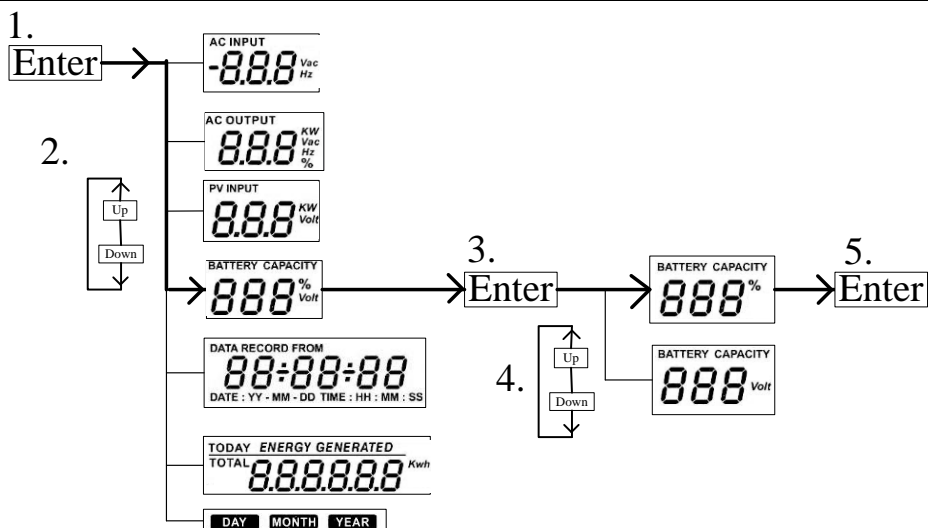 1.
Enter
AC INPUT
-8.8.8 Vac
Hz
AC OUTPUT
8.8.8 KW
Vac
Hz
%
2.
Up
Down
PV INPUT
8.8.8 KW
Volt
BATTERY CAPACITY
888 %
Volt
3.
Enter
4.
Up
Down
BATTERY CAPACITY
888 %
BATTERY CAPACITY
888 Volt
5.
Enter
DATA RECORD FROM
88÷88÷88
DATE : YY - MM - DD TIME : HH : MM : SS
TODAY ENERGY GENERATED
TOTAL 8.8.8.8.8.8 Kwh
DAY MONTH YEAR